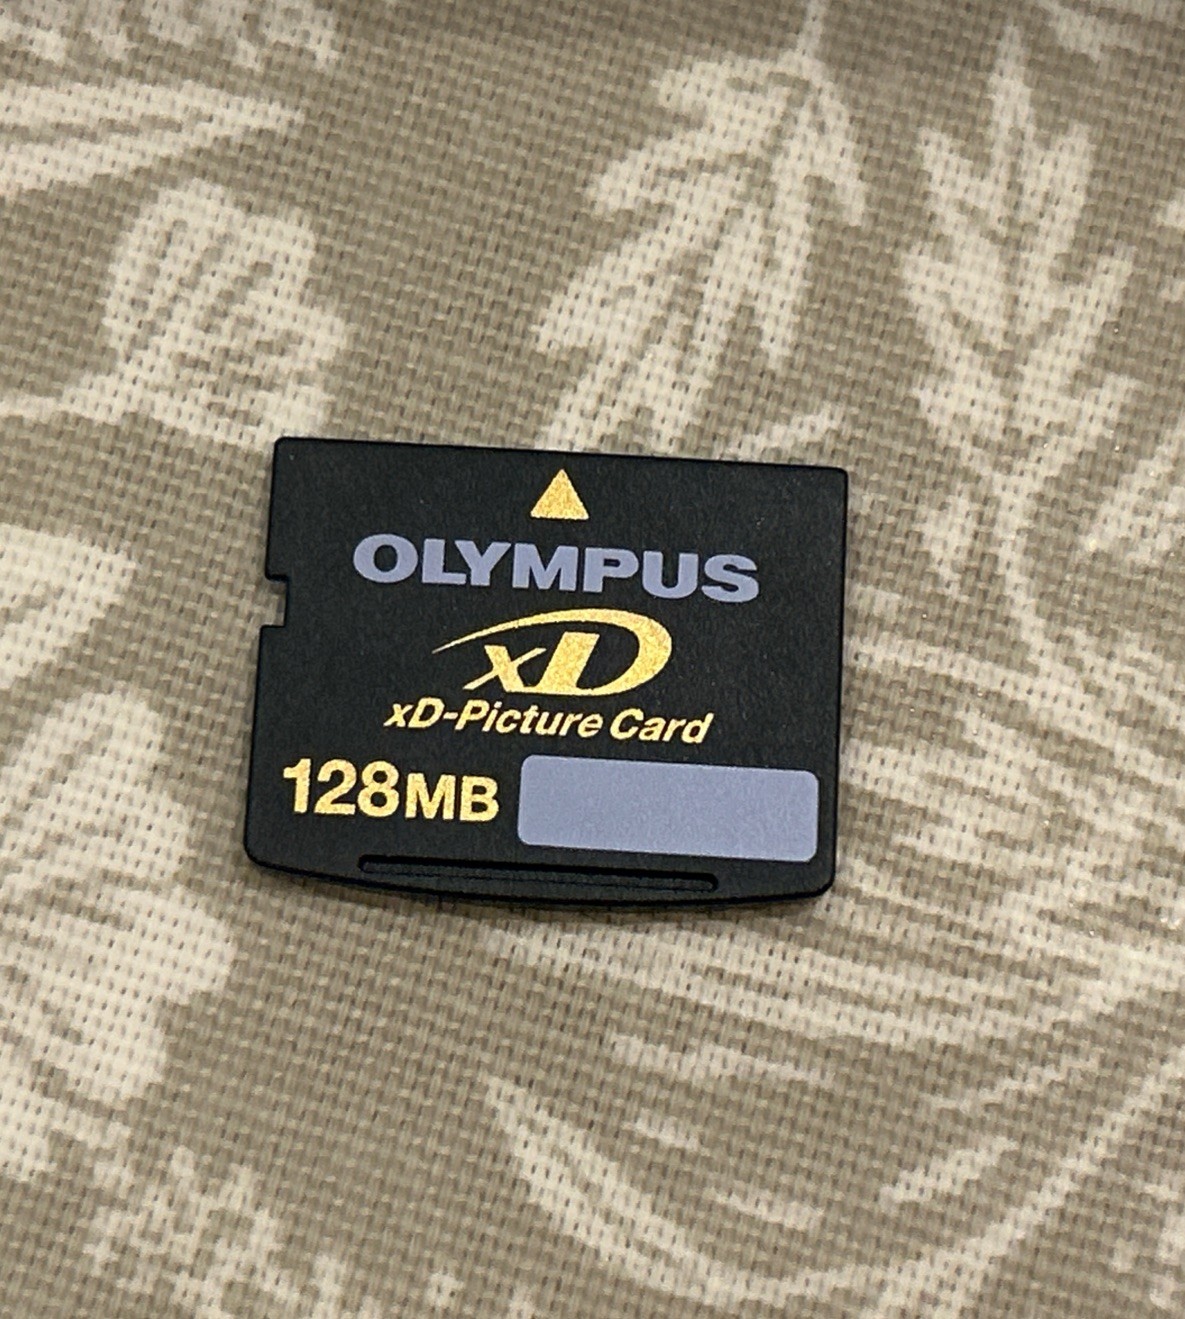 OLYMPUS
xD
xD-Picture Card
128MB